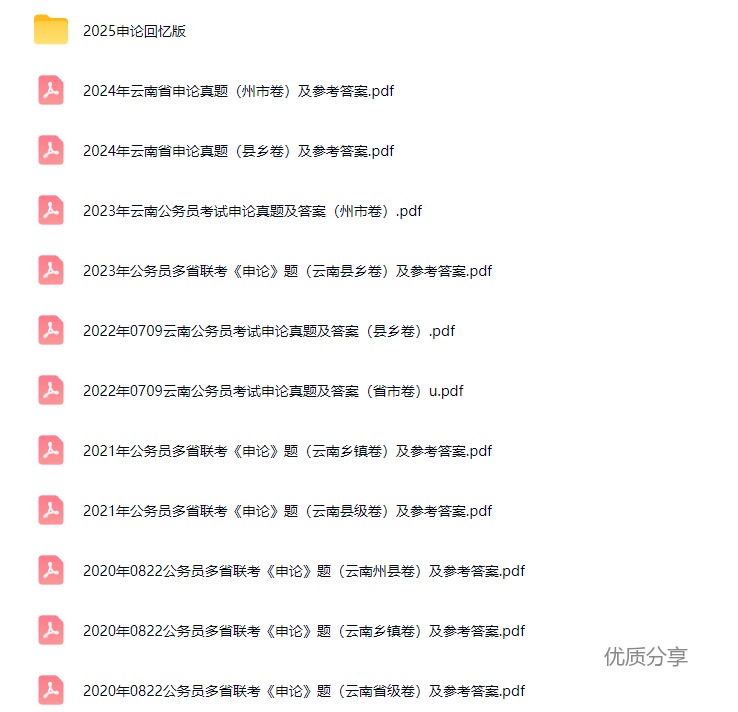 2025申论回忆版
2024年云南省申论真题（州市卷）及参考答案.pdf
2024年云南省申论真题（县乡卷）及参考答案.pdf
2023年云南公务员考试申论真题及答案（州市卷）.pdf
2023年公务员多省联考《申论》题（云南县乡卷）及参考答案.pdf
2022年0709云南公务员考试申论真题及答案（县乡卷）.pdf
2022年0709云南公务员考试申论真题及答案（省市卷）u.pdf
2021年公务员多省联考《申论》题（云南乡镇卷）及参考答案.pdf
2021年公务员多省联考《申论》题（云南县级卷）及参考答案.pdf
2020年0822公务员多省联考《申论》题（云南州县卷）及参考答案.pdf
2020年0822公务员多省联考《申论》题（云南乡镇卷）及参考答案.pdf
优质分享
2020年0822公务员多省联考《申论》题（云南省级卷）及参考答案.pdf